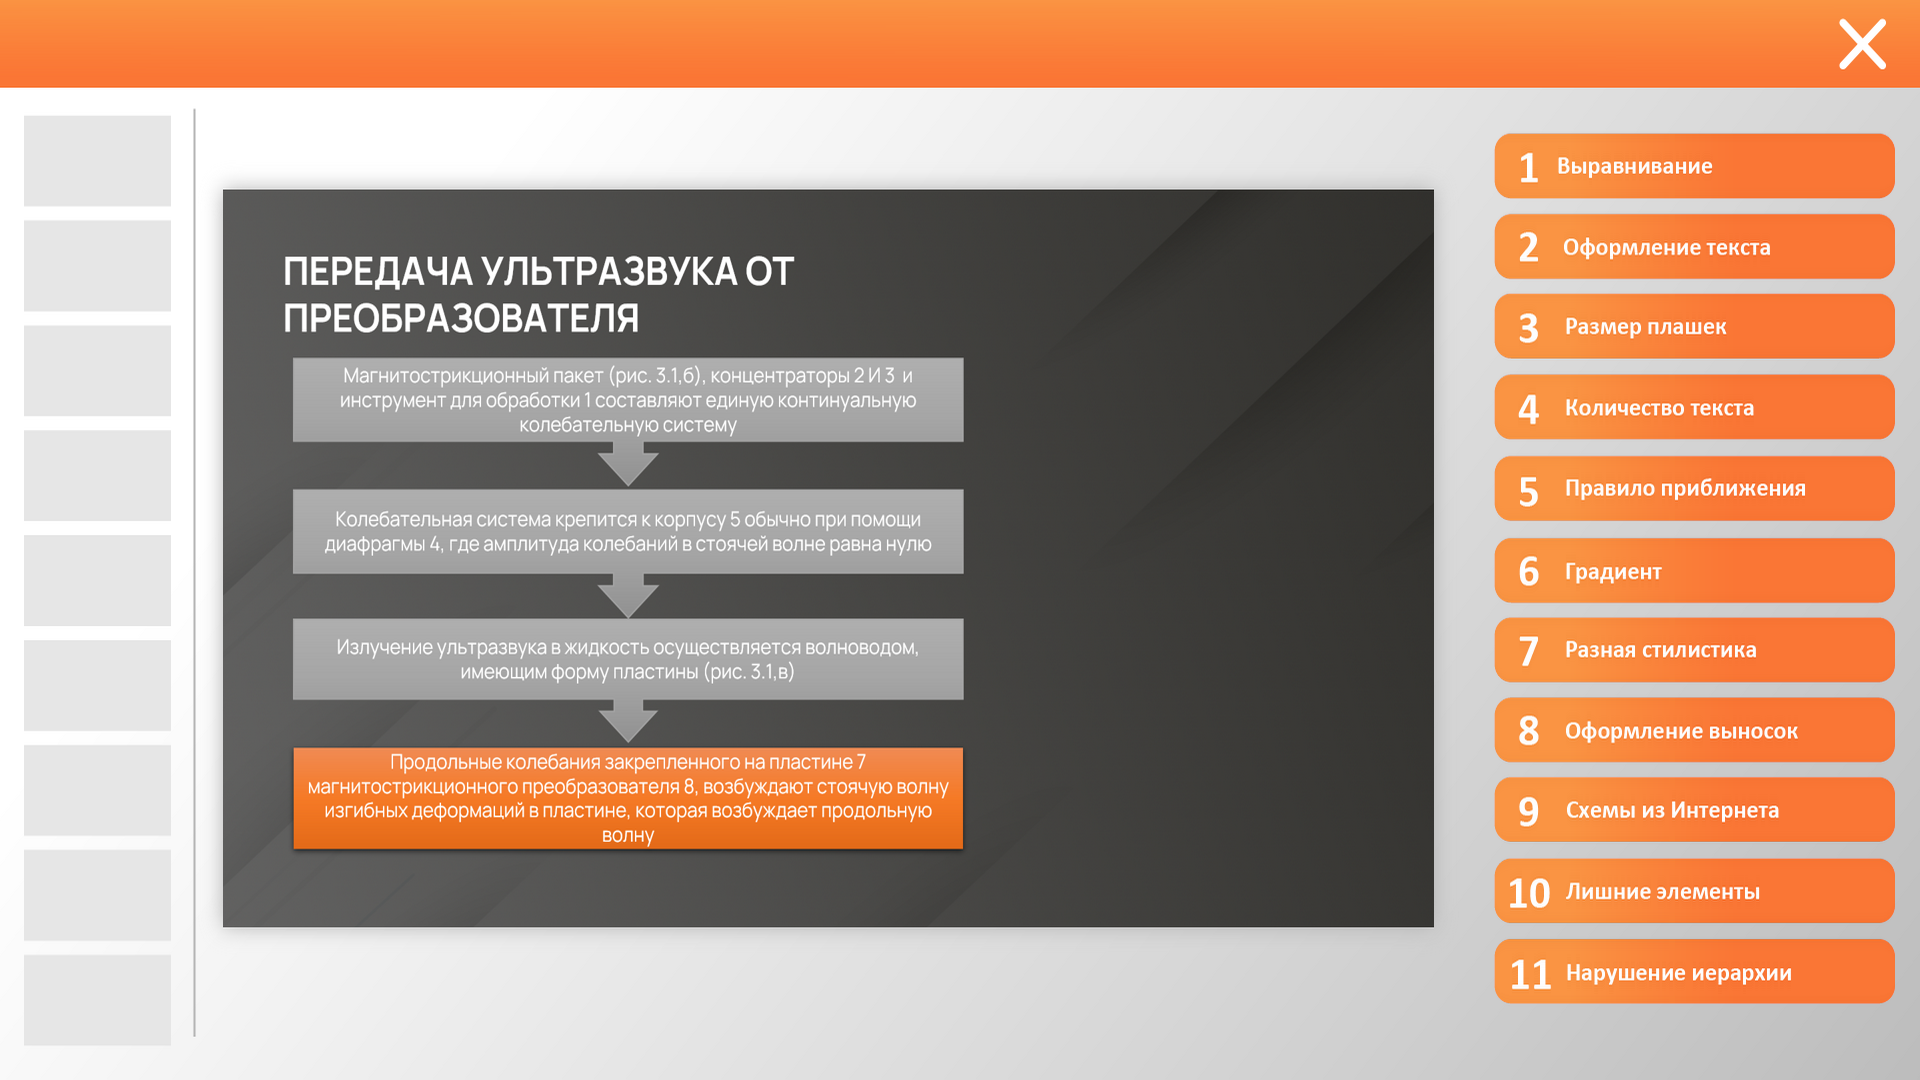 ПЕРЕДАЧА УЛЬТРАЗВУКА ОТ
ПРЕОБРАЗОВАТЕЛЯ
Магнитострикционный пакет (рис. 3.1,б), концентраторы 2 И 3 и
инструмент для обработки 1 составляют единую континуальную
колебательную систему
Колебательная система крепится к корпусу 5 обычно при помощи
диафрагмы 4, где амплитуда колебаний в стоячей волне равна нулю
Излучение ультразвука в жидкость осуществляется волноводом,
имеющим форму пластины (рис. 3.1,в)
Продольные колебания закрепленного на пластине 7
магнитострикционного преобразователя 8, возбуждают стоячую волну
изгибных деформаций в пластине, которая возбуждает продольную
волну
1 Выравнивание
2 Оформление текста
3 Размер плашек
4 Количество текста
5 Правило приближения
6 Градиент
7 Разная стилистика
8 Оформление выносок
9 Схемы из Интернета
10 Лишние элементы
11 Нарушение иерархии